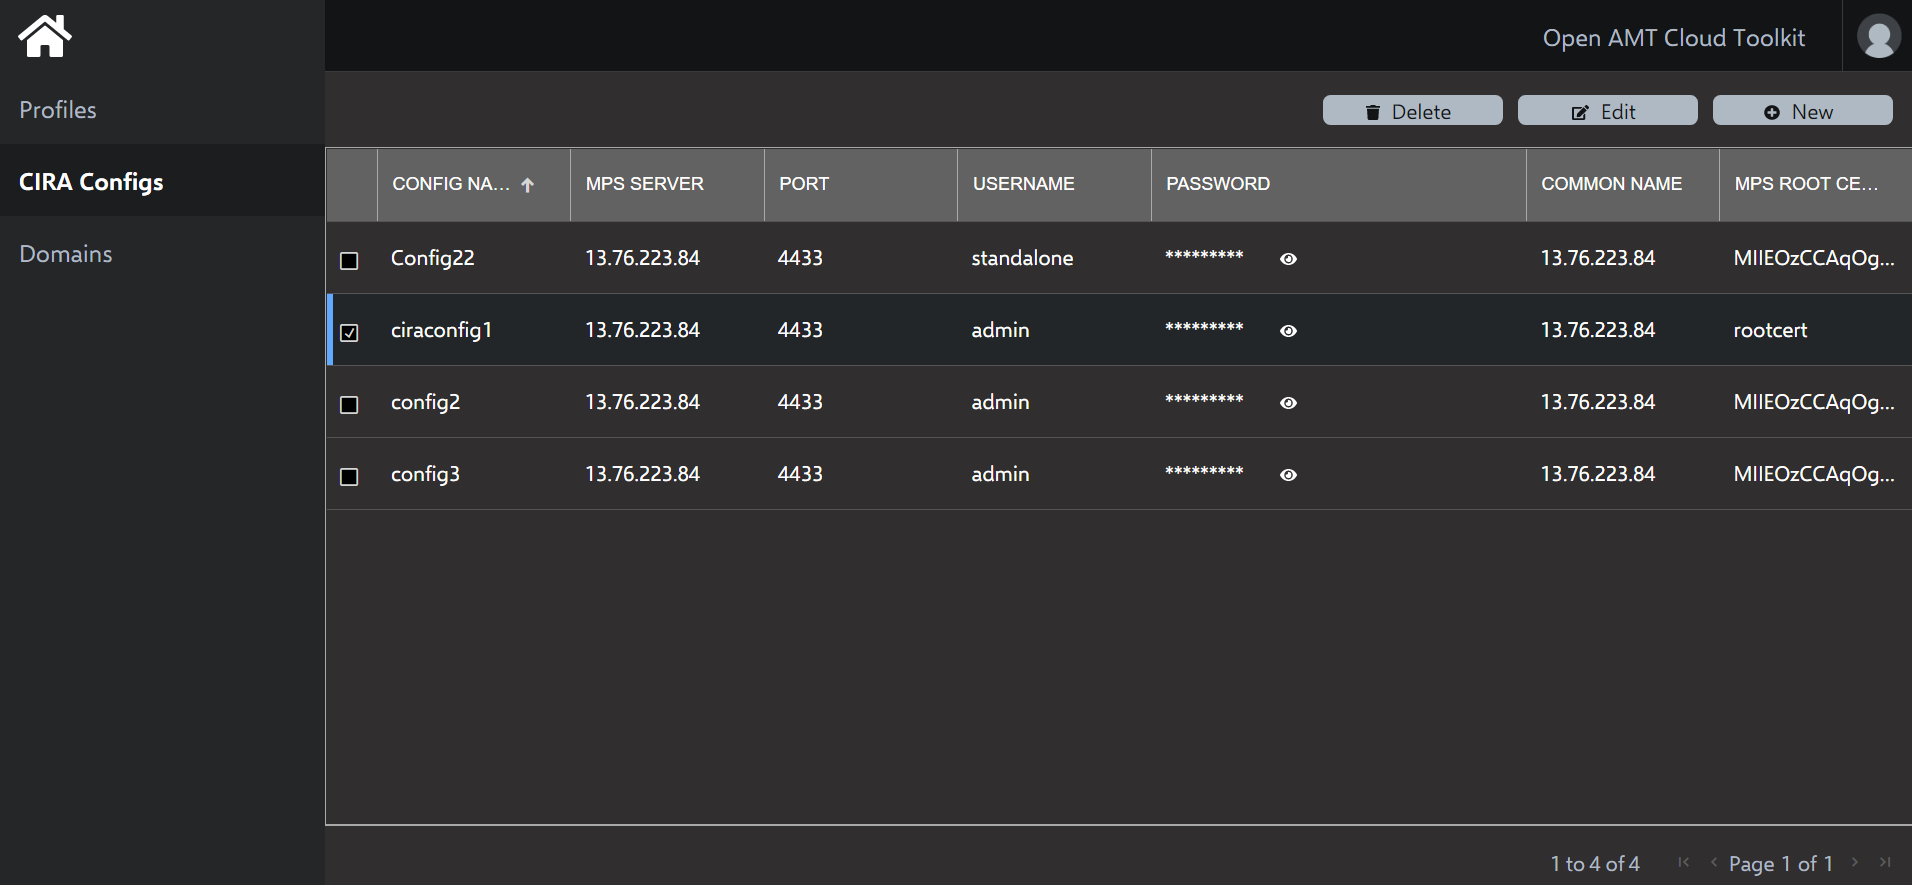 Open AMT Cloud Toolkit
Profiles
CIRA Configs
Domains
Delete Edit New
CONFIG NA... MPS SERVER PORT USERNAME PASSWORD COMMON NAME MPS ROOT CE...
Config22 13.76.223.84 4433 standalone ********* 13.76.223.84 MIIEOzCCAqOg...
ciraconfig1 13.76.223.84 4433 admin ********* 13.76.223.84 rootcert
config2 13.76.223.84 4433 admin ********* 13.76.223.84 MIIEOzCCAqOg...
config3 13.76.223.84 4433 admin ********* 13.76.223.84 MIIEOzCCAqOg...
1 to 4 of 4 Page 1 of 1